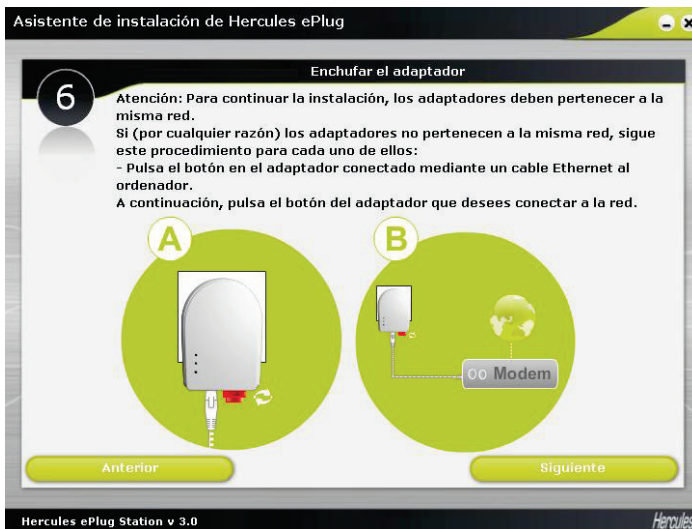 Asistente de instalación de Hercules ePlug
Enchufar el adaptador
6
Atención: Para continuar la instalación, los adaptadores deben pertenecer a la
misma red.
Si (por cualquier razón) los adaptadores no pertenecen a la misma red, sigue
este procedimiento para cada uno de ellos:
- Pulsa el botón en el adaptador conectado mediante un cable Ethernet al
ordenador.
A continuación, pulsa el botón del adaptador que desees conectar a la red.
A
B
Modem
Anterior
Siguiente
Hercules ePlug Station v 3.0
Hercules